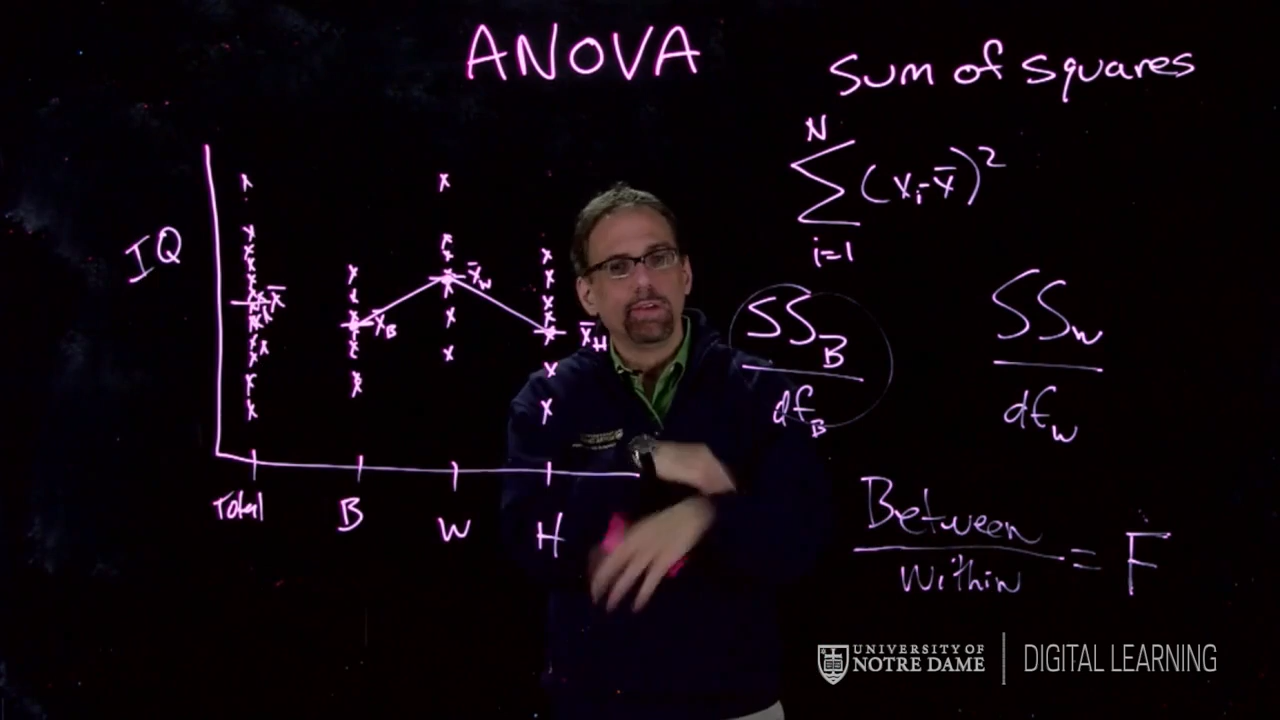 ANOVA
Sum of squares
N
Σ (xᵢ-x̄)²
i=1
IQ
x̄
x̄B
x̄W
x̄H
SSB
dfB
SSW
dfW
Total
B
W
H
Between
Within
= F
UNIVERSITY OF
NOTRE DAME
DIGITAL LEARNING